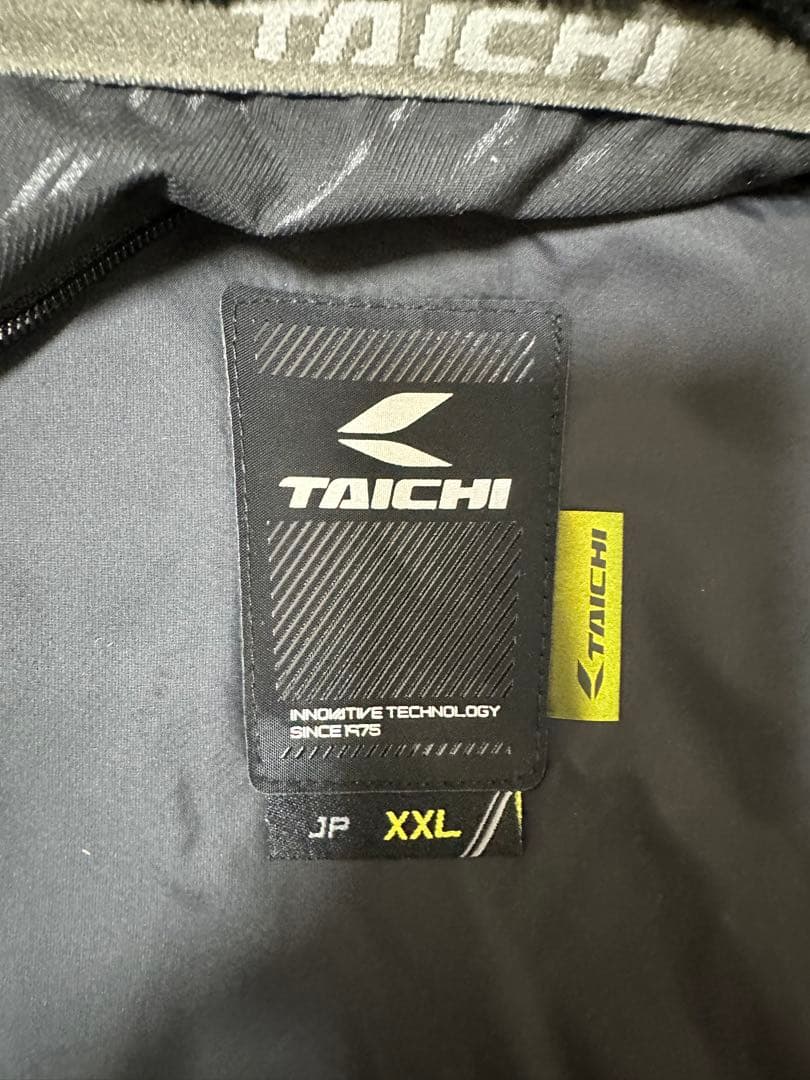 TAICHI
TAICHI
TAICHI
INNOVATIVE TECHNOLOGY
SINCE 1975
JP XXL